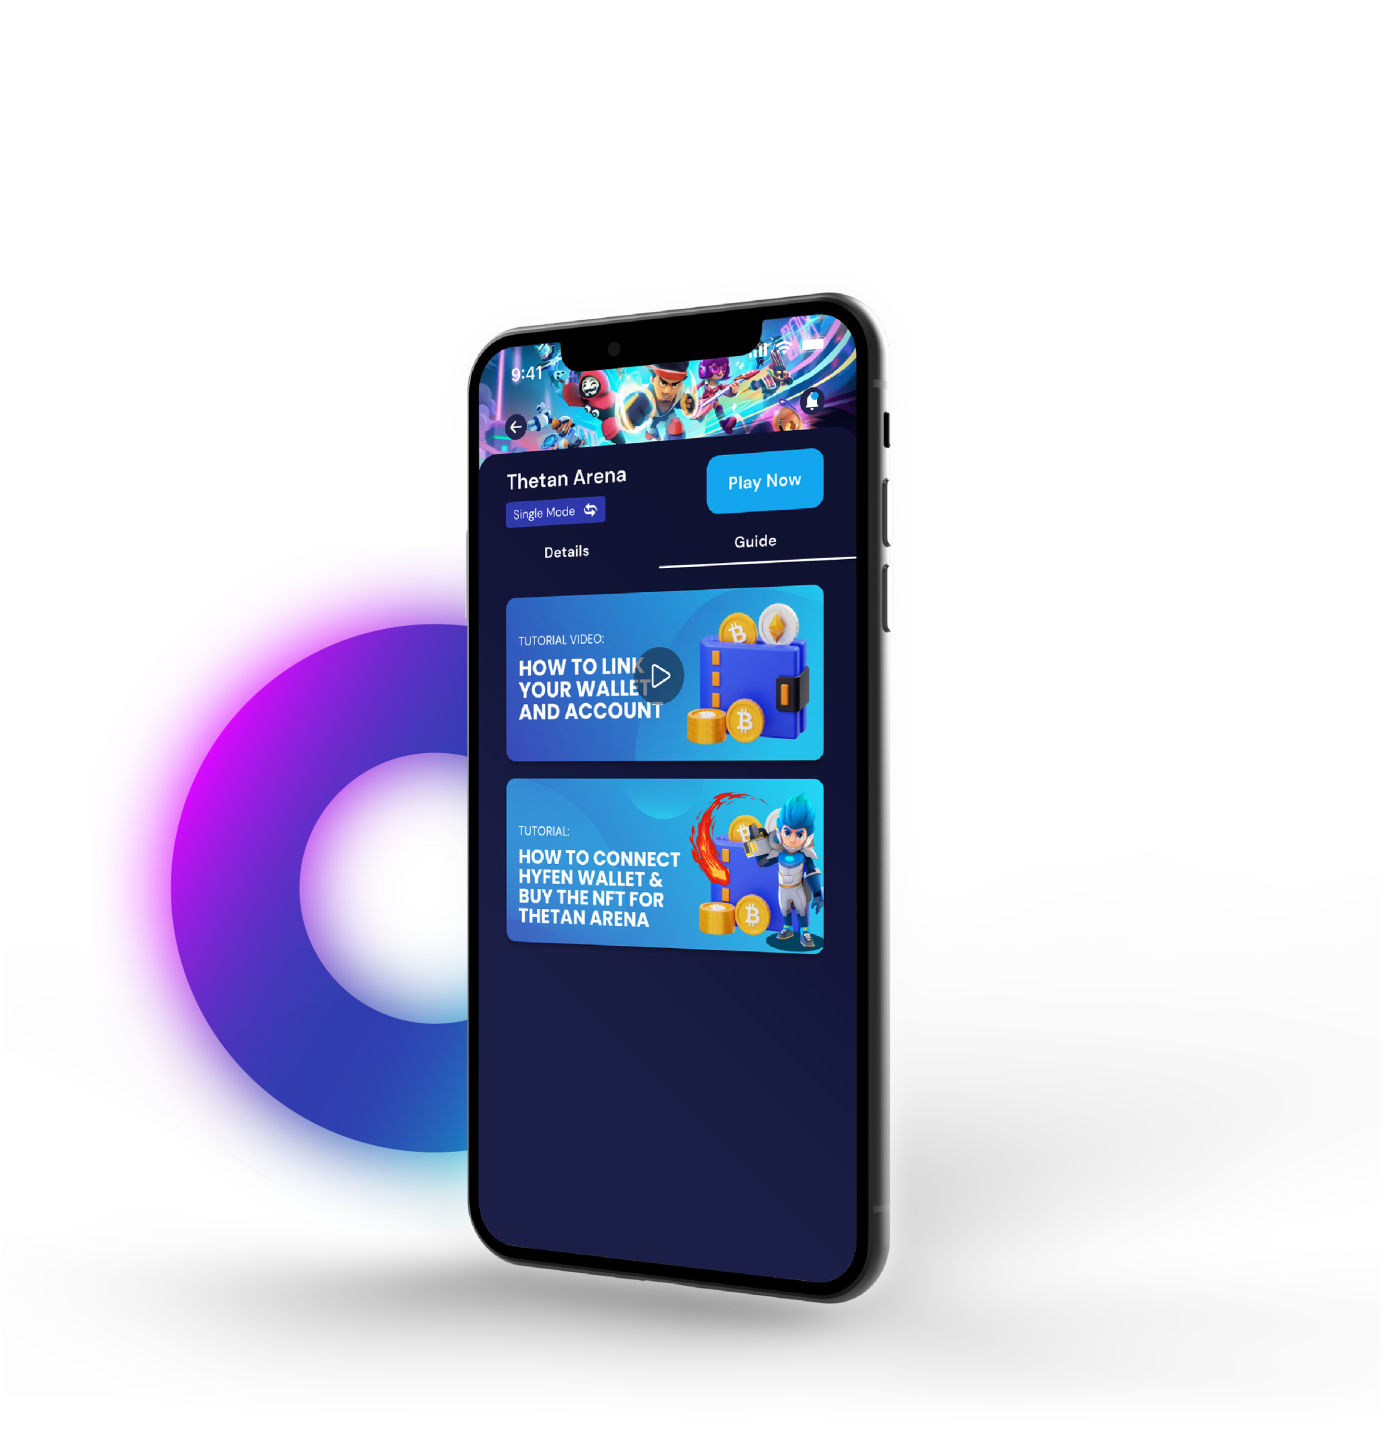 9:41
Thetan Arena
Play Now
Single Mode
Details
Guide
TUTORIAL VIDEO:
HOW TO LINK
YOUR WALLET
AND ACCOUNT
TUTORIAL:
HOW TO CONNECT
HYFEN WALLET &
BUY THE NFT FOR
THETAN ARENA